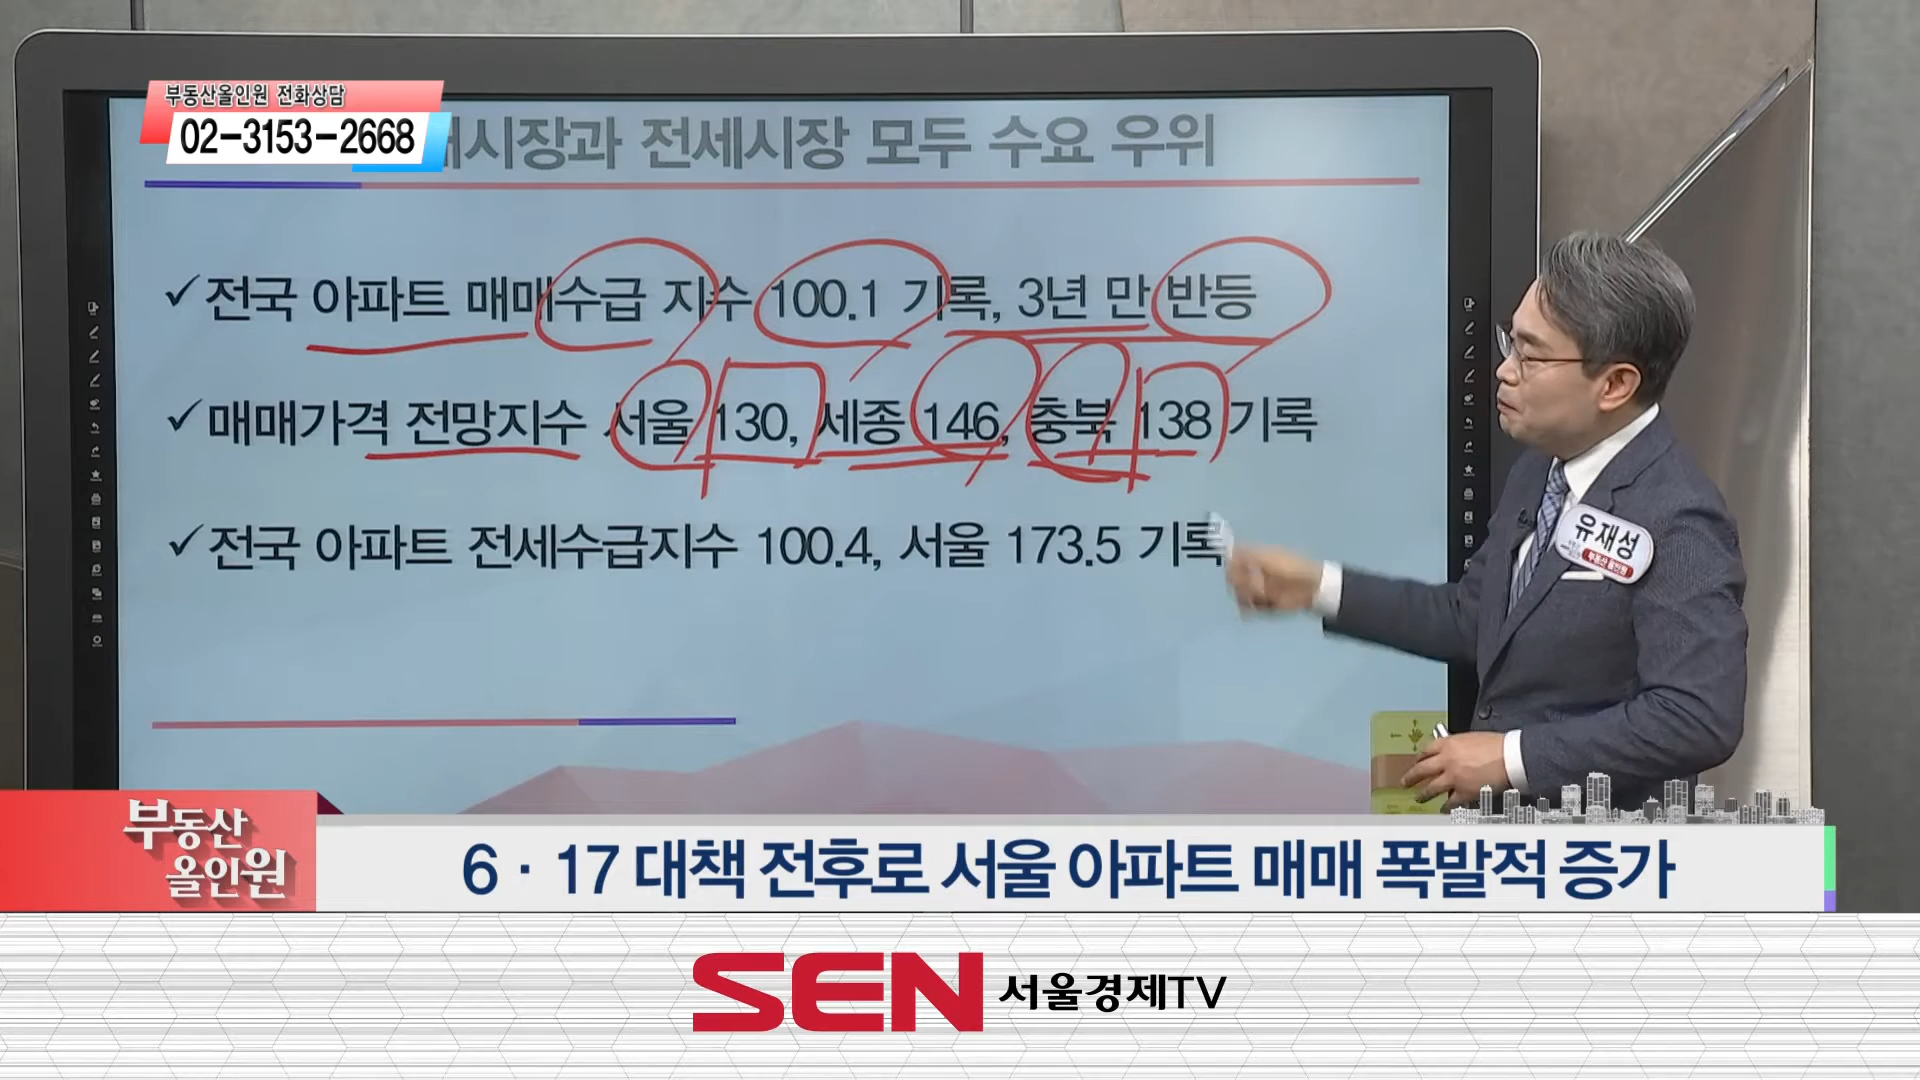 부동산올인원 전화상담
02-3153-2668
시장과 전세시장 모두 수요 우위
✓전국 아파트 매매수급 지수 100.1 기록, 3년 만 반등
✓매매가격 전망지수 서울 130, 세종 146, 충북 138 기록
✓전국 아파트 전세수급지수 100.4, 서울 173.5 기록
유재성
부동산 올인원
부동산
올인원
6·17 대책 전후로 서울 아파트 매매 폭발적 증가
SEN 서울경제TV